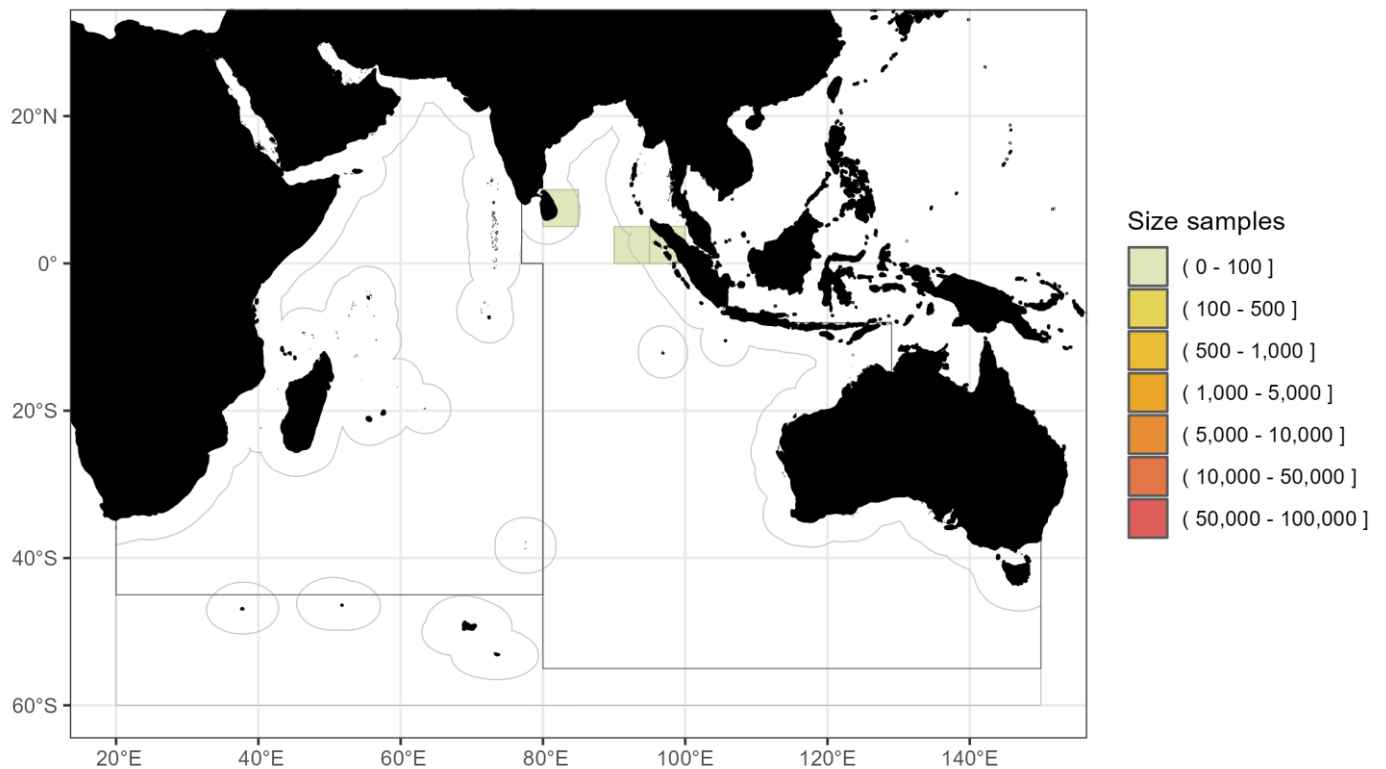 20°N
0°
20°S
40°S
60°S
20°E 40°E 60°E 80°E 100°E 120°E 140°E
Size samples
( 0 - 100 ]
( 100 - 500 ]
( 500 - 1,000 ]
( 1,000 - 5,000 ]
( 5,000 - 10,000 ]
( 10,000 - 50,000 ]
( 50,000 - 100,000 ]